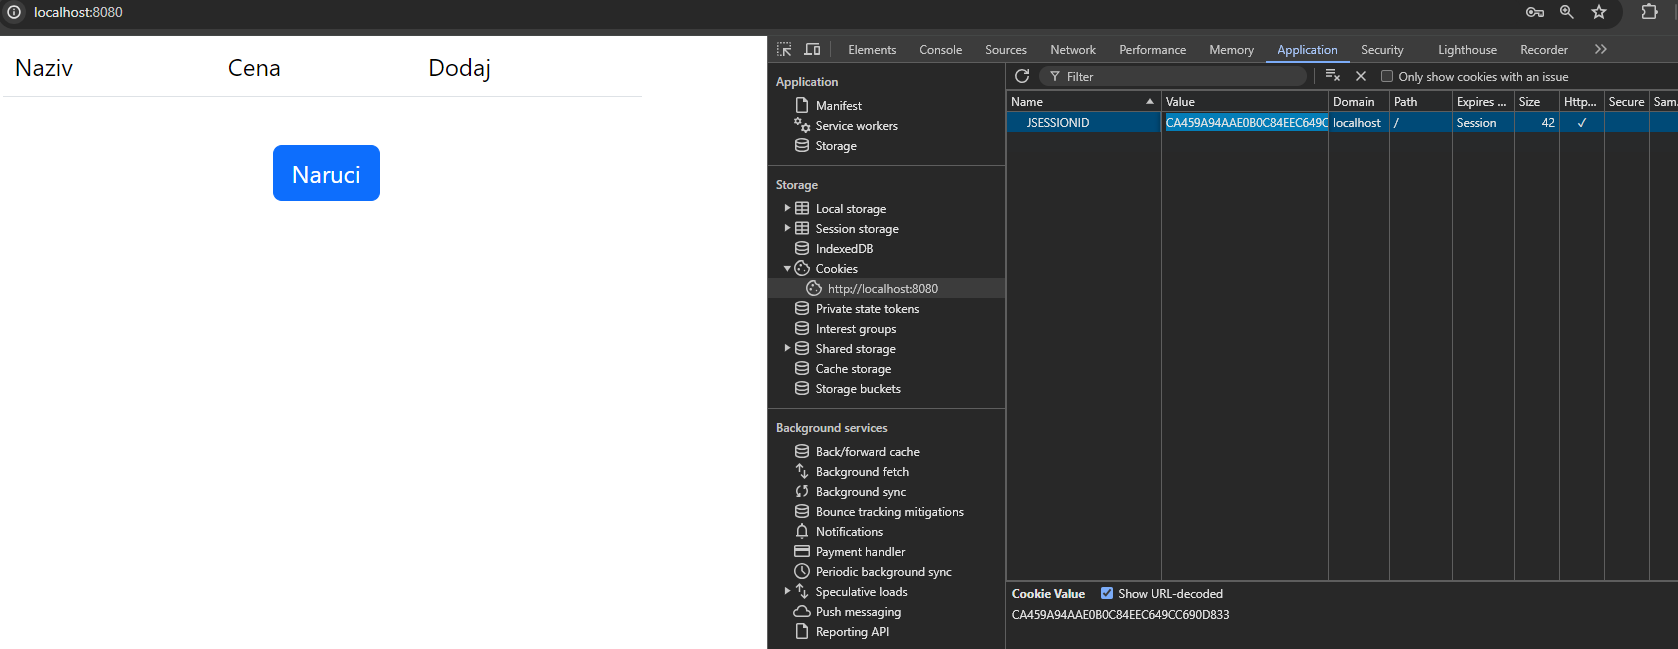 localhost:8080
Naziv Cena Dodaj
Naruci
Elements Console Sources Network Performance Memory Application Security Lighthouse Recorder
Application
Manifest
Service workers
Storage
Storage
Local storage
Session storage
IndexedDB
Cookies
http://localhost:8080
Private state tokens
Interest groups
Shared storage
Cache storage
Storage buckets
Background services
Back/forward cache
Background fetch
Background sync
Bounce tracking mitigations
Notifications
Payment handler
Periodic background sync
Speculative loads
Push messaging
Reporting API
Filter Only show cookies with an issue
Name Value Domain Path Expires ... Size Http... Secure Sam.
JSESSIONID CA459A94AAE0B0C84EEC649C localhost / Session 42 ✓
Cookie Value Show URL-decoded
CA459A94AAE0B0C84EEC649CC690D833